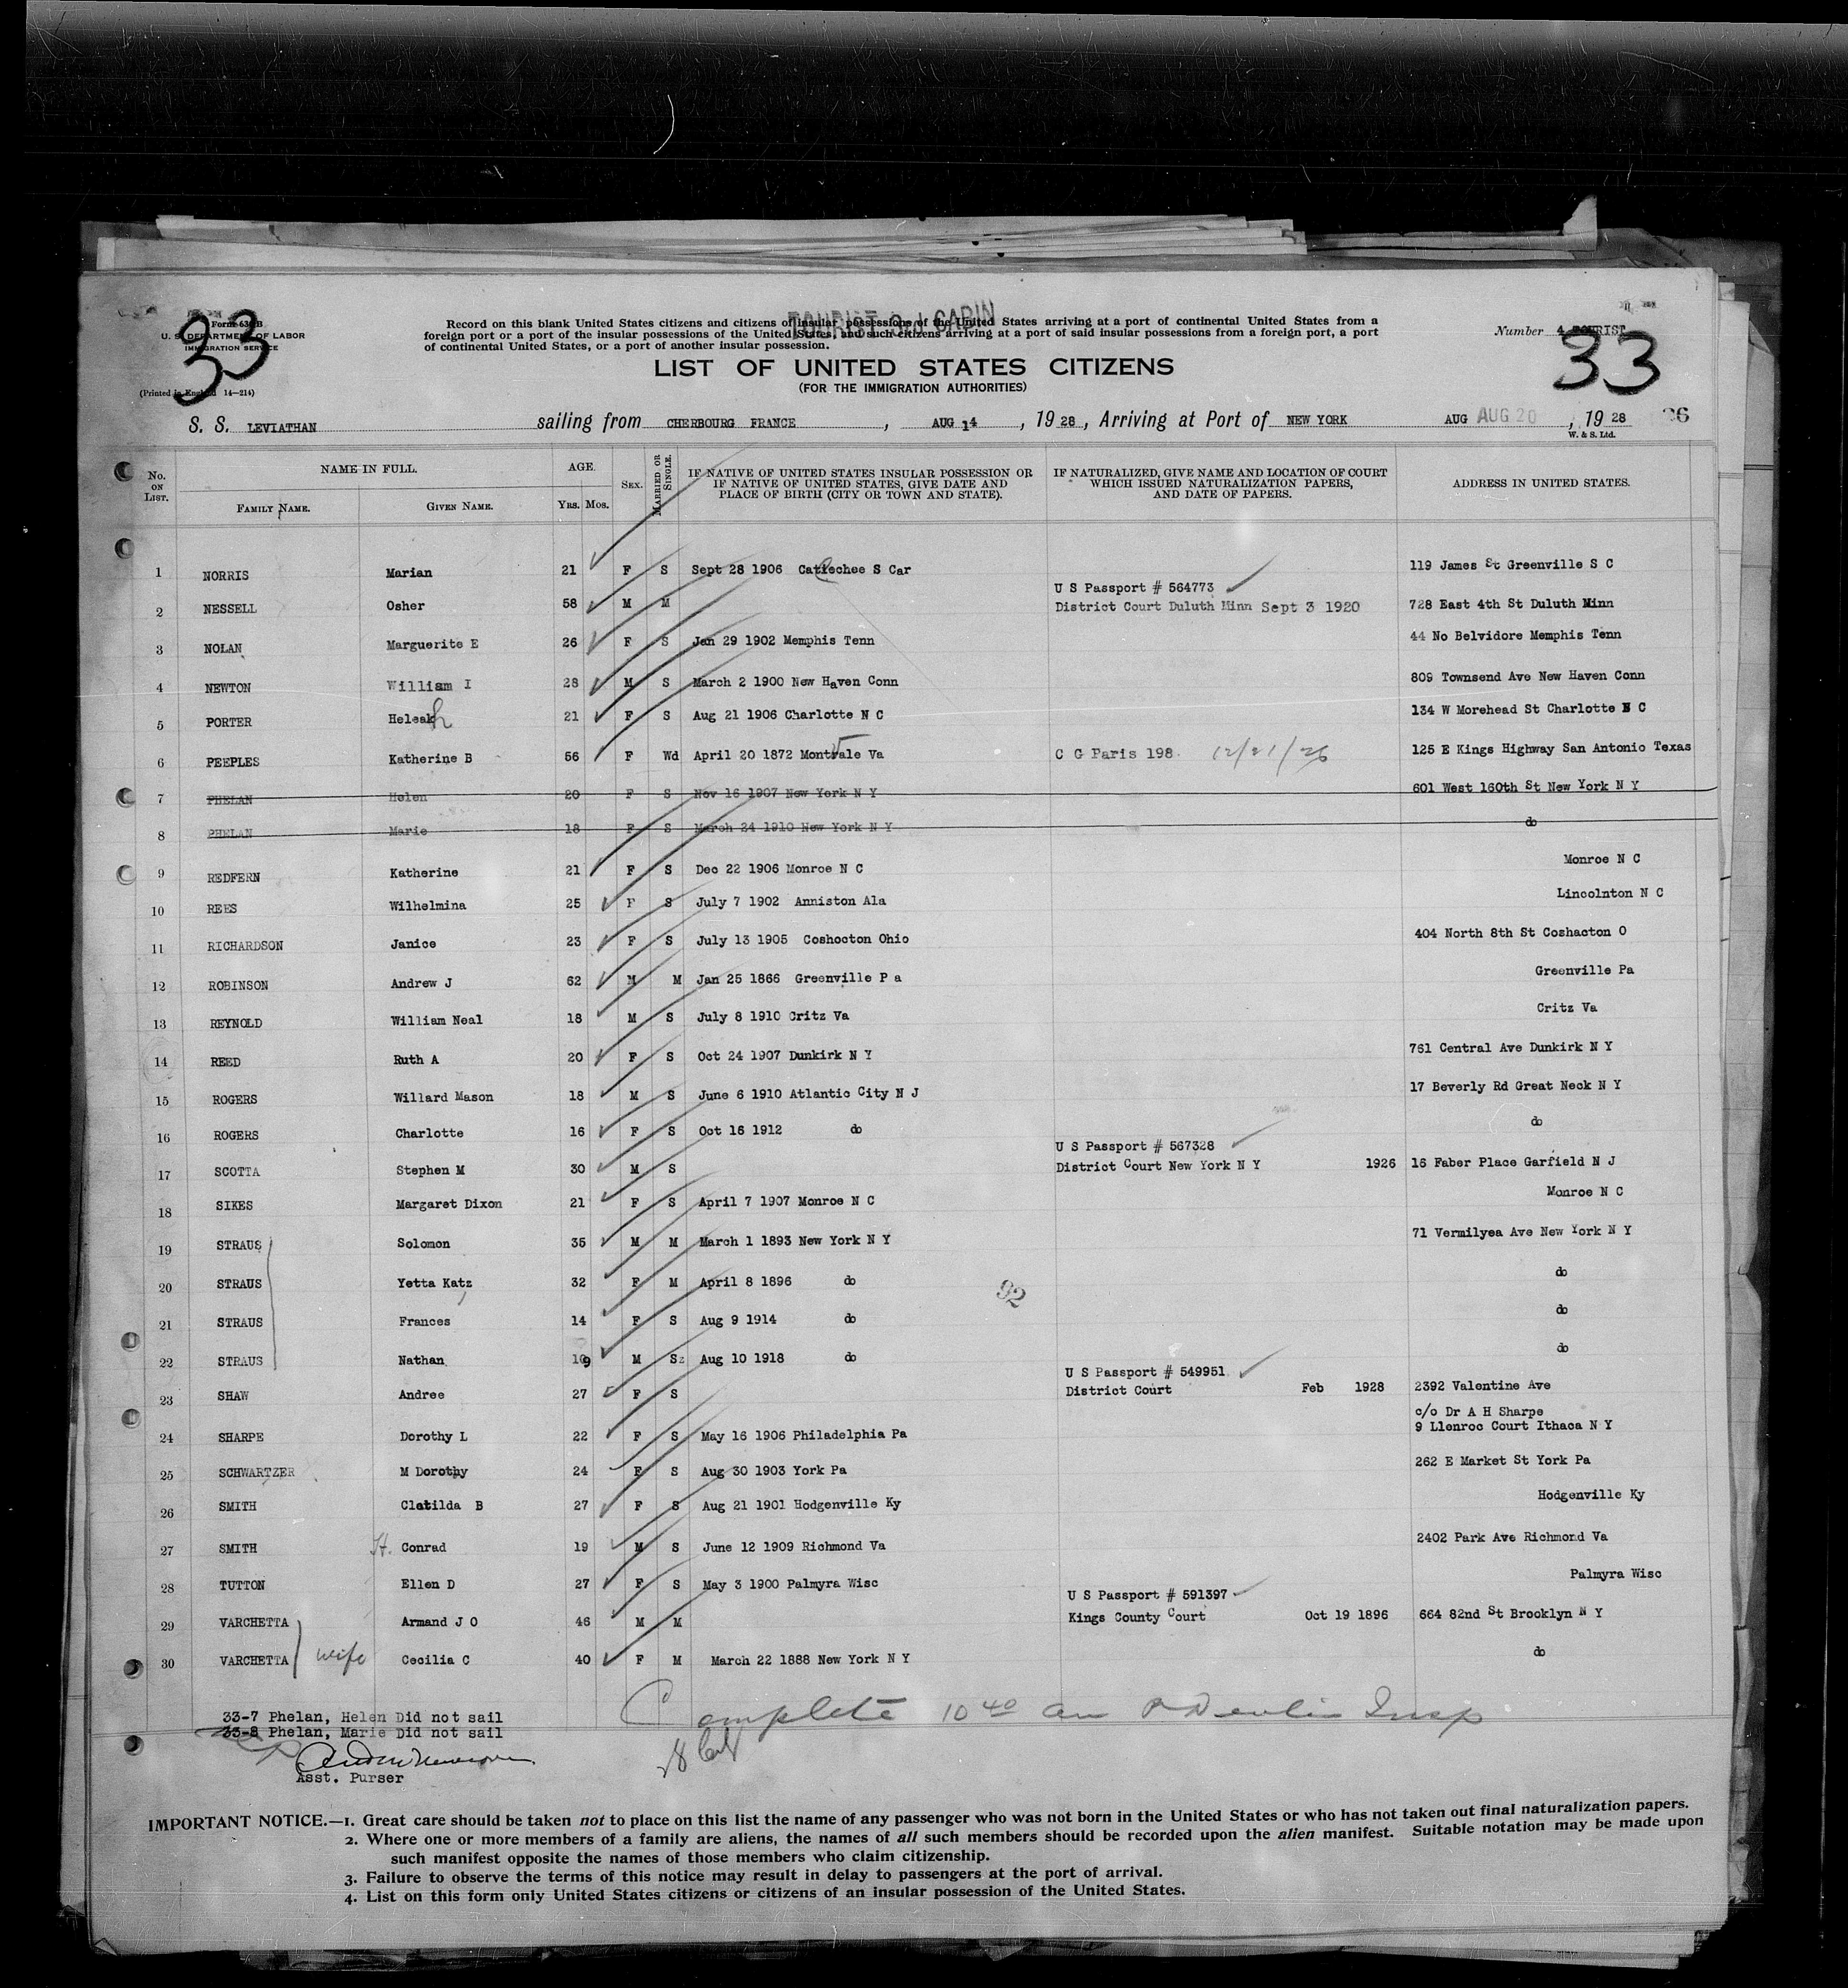 33
Form 630 B
U. S. DEPARTMENT OF LABOR
IMMIGRATION SERVICE
(Printed in England 14—214)
TOURIST 3rd CABIN
Record on this blank United States citizens and citizens of insular possessions of the United States arriving at a port of continental United States from a
foreign port or a port of the insular possessions of the United States, and such citizens arriving at a port of said insular possessions from a foreign port, a port
of continental United States, or a port of another insular possession.
Number 4 TOURIST
33
LIST OF UNITED STATES CITIZENS
(FOR THE IMMIGRATION AUTHORITIES)
S. S. LEVIATHAN sailing from CHERBOURG FRANCE , AUG 14 , 19 28 , Arriving at Port of NEW YORK AUG AUG 20 , 19 28
W. & S. Ltd.
No. ON LIST. NAME IN FULL. FAMILY NAME. GIVEN NAME. AGE. YRS. MOS. SEX. MARRIED OR SINGLE. IF NATIVE OF UNITED STATES INSULAR POSSESSION OR IF NATIVE OF UNITED STATES, GIVE DATE AND PLACE OF BIRTH (CITY OR TOWN AND STATE). IF NATURALIZED, GIVE NAME AND LOCATION OF COURT WHICH ISSUED NATURALIZATION PAPERS, AND DATE OF PAPERS. ADDRESS IN UNITED STATES.
1 NORRIS Marian 21 F S Sept 28 1906 Cateechee S Car 119 James St Greenville S C
U S Passport # 564773
2 NESSELL Osher 58 M M District Court Duluth Minn Sept 3 1920 728 East 4th St Duluth Minn
3 NOLAN Marguerite E 26 F S Jan 29 1902 Memphis Tenn 44 No Belvidore Memphis Tenn
4 NEWTON William I 28 M S March 2 1900 New Haven Conn 809 Townsend Ave New Haven Conn
5 PORTER Heleah 21 F S Aug 21 1906 Charlotte N C 134 W Morehead St Charlotte N C
6 PEEPLES Katherine B 56 F Wd April 20 1872 Montvale Va C G Paris 198 12/21/26 125 E Kings Highway San Antonio Texas
7 PHELAN Helen 20 F S Nov 16 1907 New York N Y 601 West 160th St New York N Y
8 PHELAN Marie 18 F S March 24 1910 New York N Y do
9 REDFERN Katherine 21 F S Dec 22 1906 Monroe N C Monroe N C
10 REES Wilhelmina 25 F S July 7 1902 Anniston Ala Lincolnton N C
11 RICHARDSON Janice 23 F S July 13 1905 Coshocton Ohio 404 North 8th St Coshacton O
12 ROBINSON Andrew J 62 M M Jan 25 1866 Greenville P a Greenville Pa
13 REYNOLD William Neal 18 M S July 8 1910 Critz Va Critz Va
14 REED Ruth A 20 F S Oct 24 1907 Dunkirk N Y 761 Central Ave Dunkirk N Y
15 ROGERS Willard Mason 18 M S June 6 1910 Atlantic City N J 17 Beverly Rd Great Neck N Y
16 ROGERS Charlotte 16 F S Oct 16 1912 do do
U S Passport # 567328
17 SCOTTA Stephen M 30 M S District Court New York N Y 1926 16 Faber Place Garfield N J
18 SIKES Margaret Dixon 21 F S April 7 1907 Monroe N C Monroe N C
19 STRAUS Solomon 35 M M March 1 1893 New York N Y 71 Vermilyea Ave New York N Y
20 STRAUS Yetta Katz 32 F M April 8 1896 do do
92
21 STRAUS Frances 14 F S Aug 9 1914 do do
22 STRAUS Nathan 9 M S Aug 10 1918 do do
U S Passport # 549951
23 SHAW Andree 27 F S District Court Feb 1928 2392 Valentine Ave
c/o Dr A H Sharpe
24 SHARPE Dorothy L 22 F S May 16 1906 Philadelphia Pa 9 Llenroc Court Ithaca N Y
25 SCHWARTZER M Dorothy 24 F S Aug 30 1903 York Pa 262 E Market St York Pa
26 SMITH Clatilda B 27 F S Aug 21 1901 Hodgenville Ky Hodgenville Ky
27 SMITH H. Conrad 19 M S June 12 1909 Richmond Va 2402 Park Ave Richmond Va
28 TUTTON Ellen D 27 F S May 3 1900 Palmyra Wisc Palmyra Wisc
U S Passport # 591397
29 VARCHETTA Armand J O 46 M M Kings County Court Oct 19 1896 664 82nd St Brooklyn N Y
30 VARCHETTA wife Cecilia C 40 F M March 22 1888 New York N Y do
33-7 Phelan, Helen Did not sail
33-8 Phelan, Marie Did not sail
Complete 10 40 am Insp
Asst. Purser
IMPORTANT NOTICE.—1. Great care should be taken not to place on this list the name of any passenger who was not born in the United States or who has not taken out final naturalization papers.
2. Where one or more members of a family are aliens, the names of all such members should be recorded upon the alien manifest. Suitable notation may be made upon
such manifest opposite the names of those members who claim citizenship.
3. Failure to observe the terms of this notice may result in delay to passengers at the port of arrival.
4. List on this form only United States citizens or citizens of an insular possession of the United States.